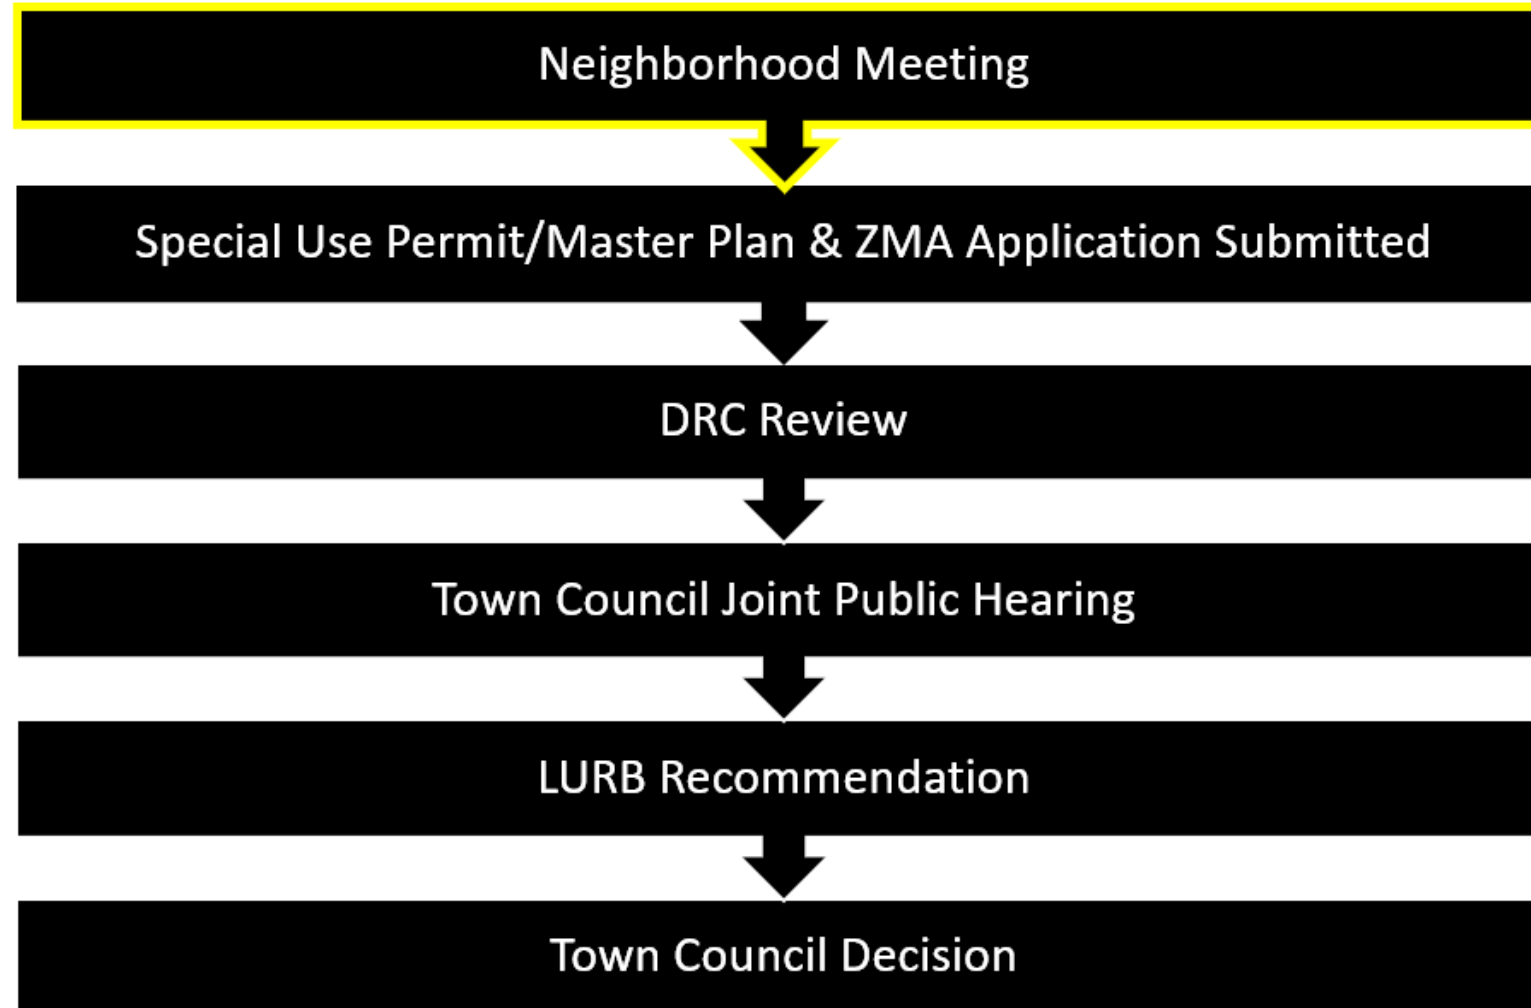 Neighborhood Meeting
Special Use Permit/Master Plan & ZMA Application Submitted
DRC Review
Town Council Joint Public Hearing
LURB Recommendation
Town Council Decision